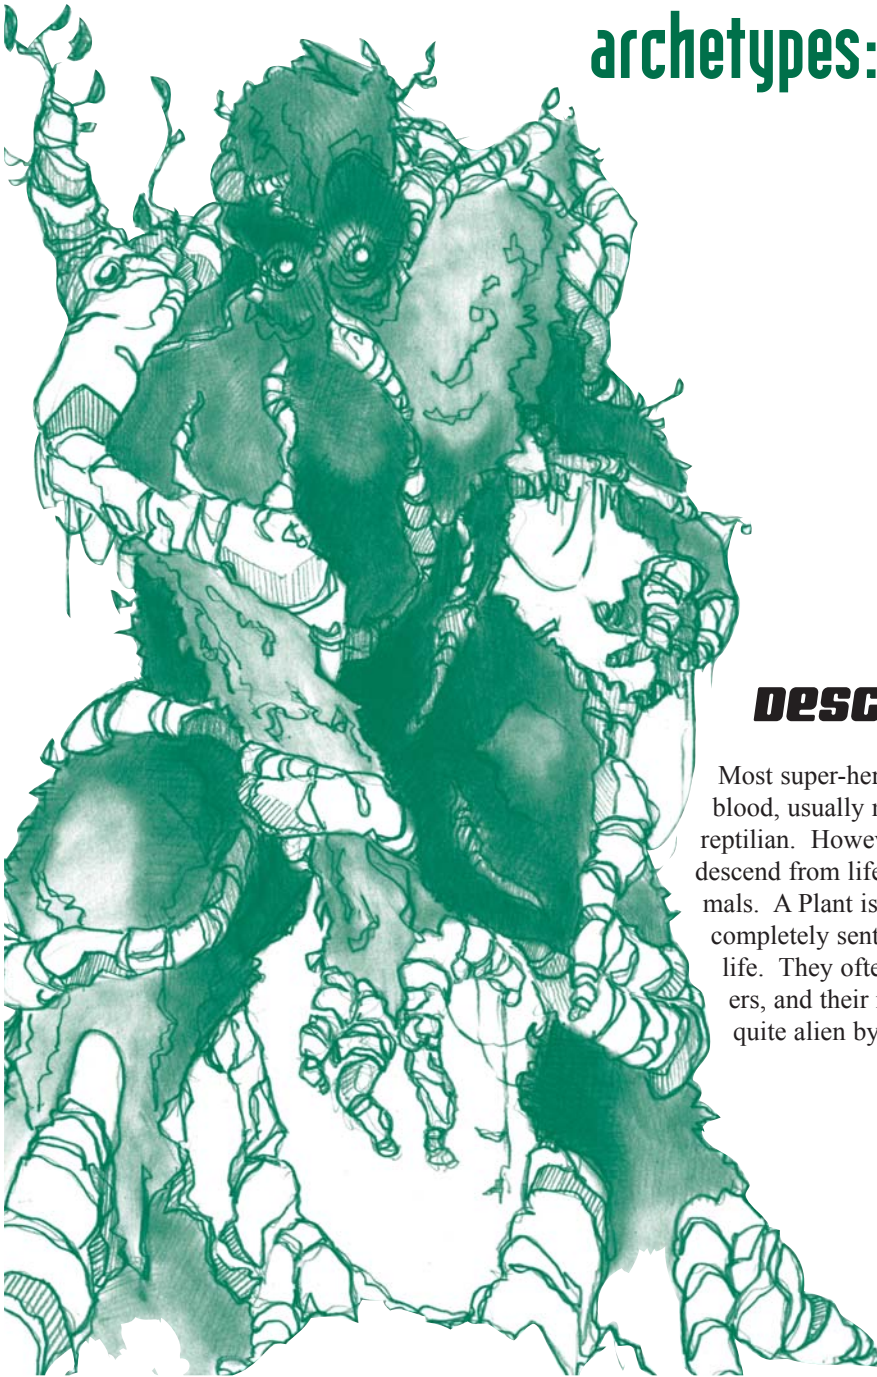 archetypes:
DESC
Most super-her
blood, usually
reptilian. Howev
descend from life
mals. A Plant is
completely sent
life. They ofte
ers, and their
quite alien by